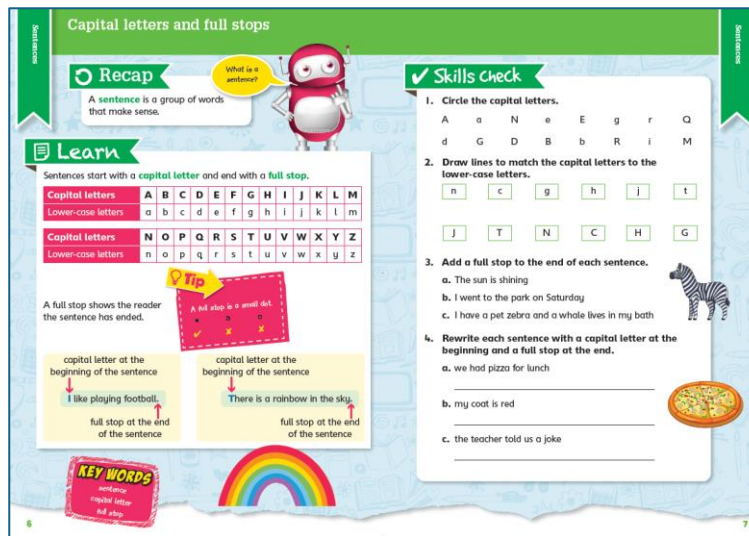 Sentences
Capital letters and full stops
Recap
A sentence is a group of words
that make sense.
What is a
sentence?
Learn
Sentences start with a capital letter and end with a full stop.
Capital letters A B C D E F G H I J K L M
Lower-case letters a b c d e f g h i j k l m
Capital letters N O P Q R S T U V W X Y Z
Lower-case letters n o p q r s t u v w x y z
Tip
A full stop is a small dot.
A full stop shows the reader
the sentence has ended.
capital letter at the
beginning of the sentence
I like playing football.
full stop at the end
of the sentence
capital letter at the
beginning of the sentence
There is a rainbow in the sky.
full stop at the end
of the sentence
KEY WORDS
sentence
capital letter
full stop
6
Sentences
Skills check
1. Circle the capital letters.
A a N e E g r Q
d G D B b R i M
2. Draw lines to match the capital letters to the
lower-case letters.
n c g h j t
J T N C H G
3. Add a full stop to the end of each sentence.
a. The sun is shining
b. I went to the park on Saturday
c. I have a pet zebra and a whale lives in my bath
4. Rewrite each sentence with a capital letter at the
beginning and a full stop at the end.
a. we had pizza for lunch
b. my coat is red
c. the teacher told us a joke
7